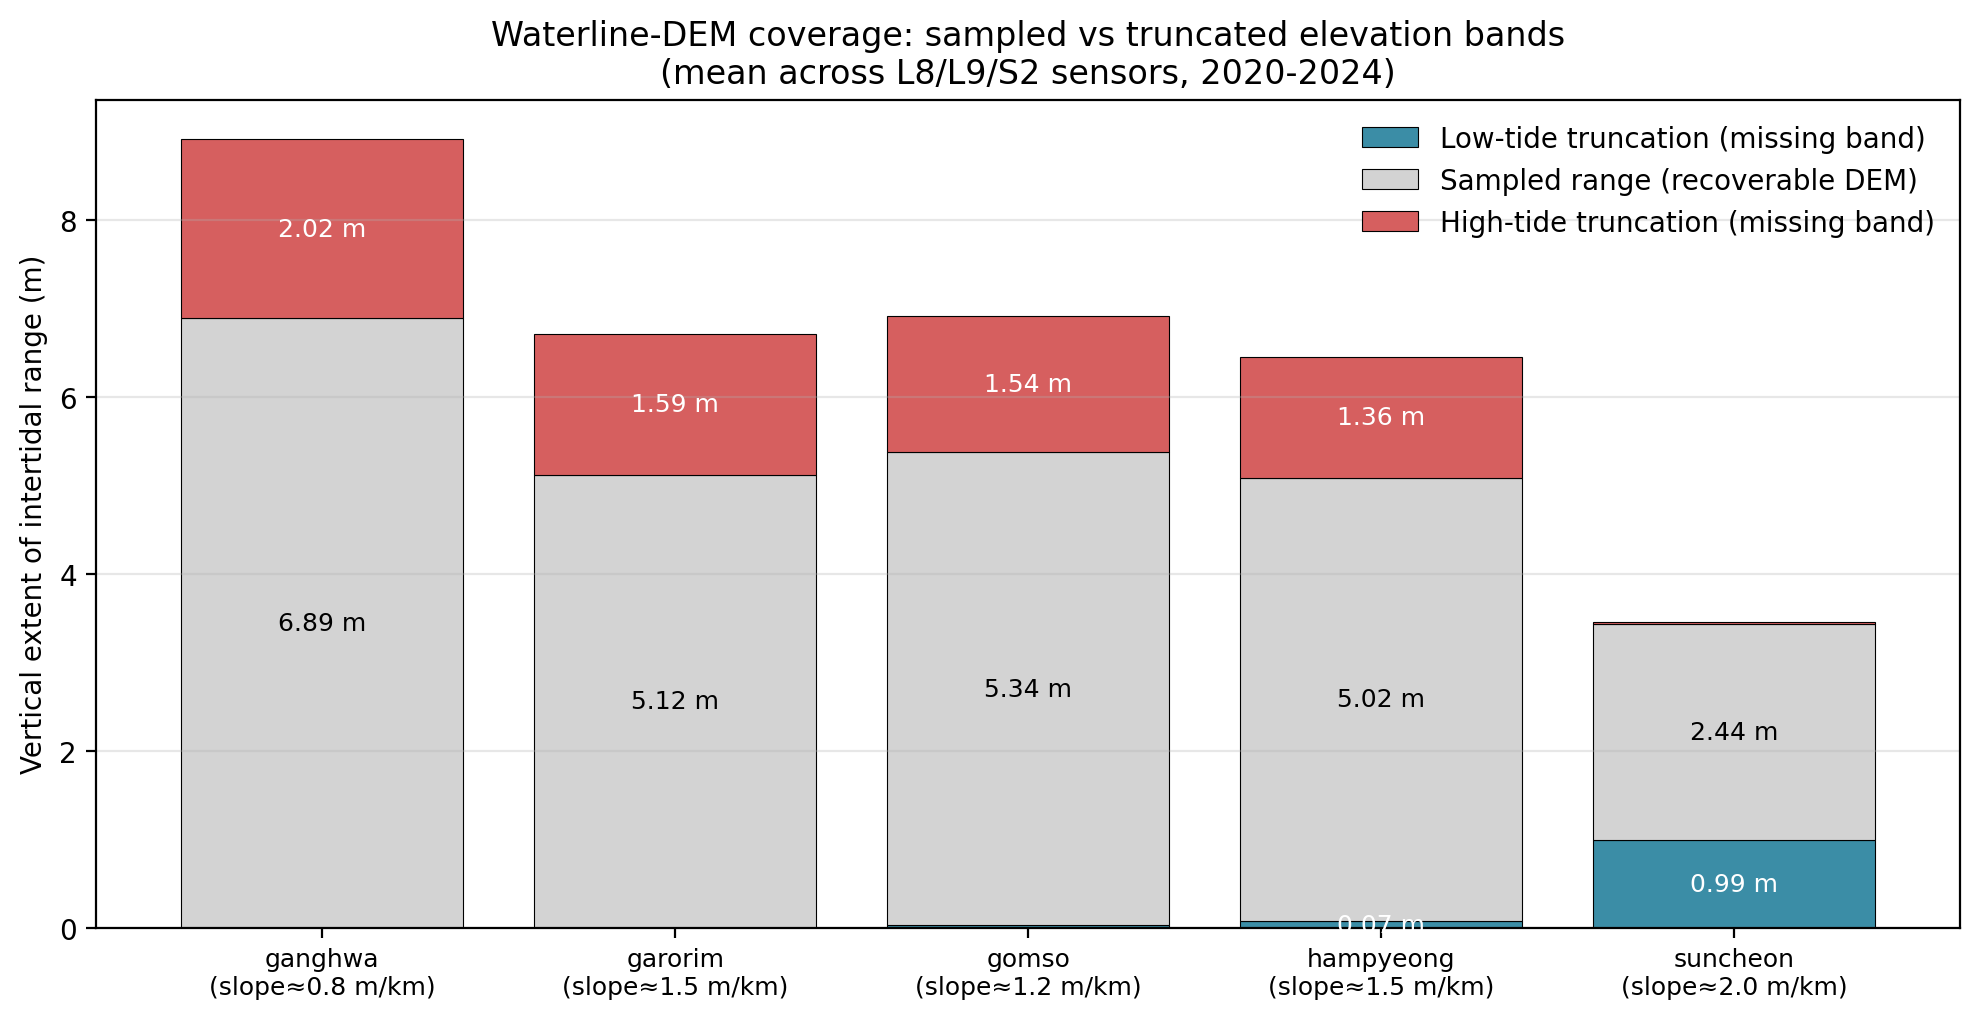 Waterline-DEM coverage: sampled vs truncated elevation bands
(mean across L8/L9/S2 sensors, 2020-2024)
Low-tide truncation (missing band)
Sampled range (recoverable DEM)
High-tide truncation (missing band)
Vertical extent of intertidal range (m)
8
6
4
2
0
2.02 m
6.89 m
1.59 m
5.12 m
1.54 m
5.34 m
1.36 m
5.02 m
0.07 m
2.44 m
0.99 m
ganghwa
(slope≈0.8 m/km)
garorim
(slope≈1.5 m/km)
gomso
(slope≈1.2 m/km)
hampyeong
(slope≈1.5 m/km)
suncheon
(slope≈2.0 m/km)